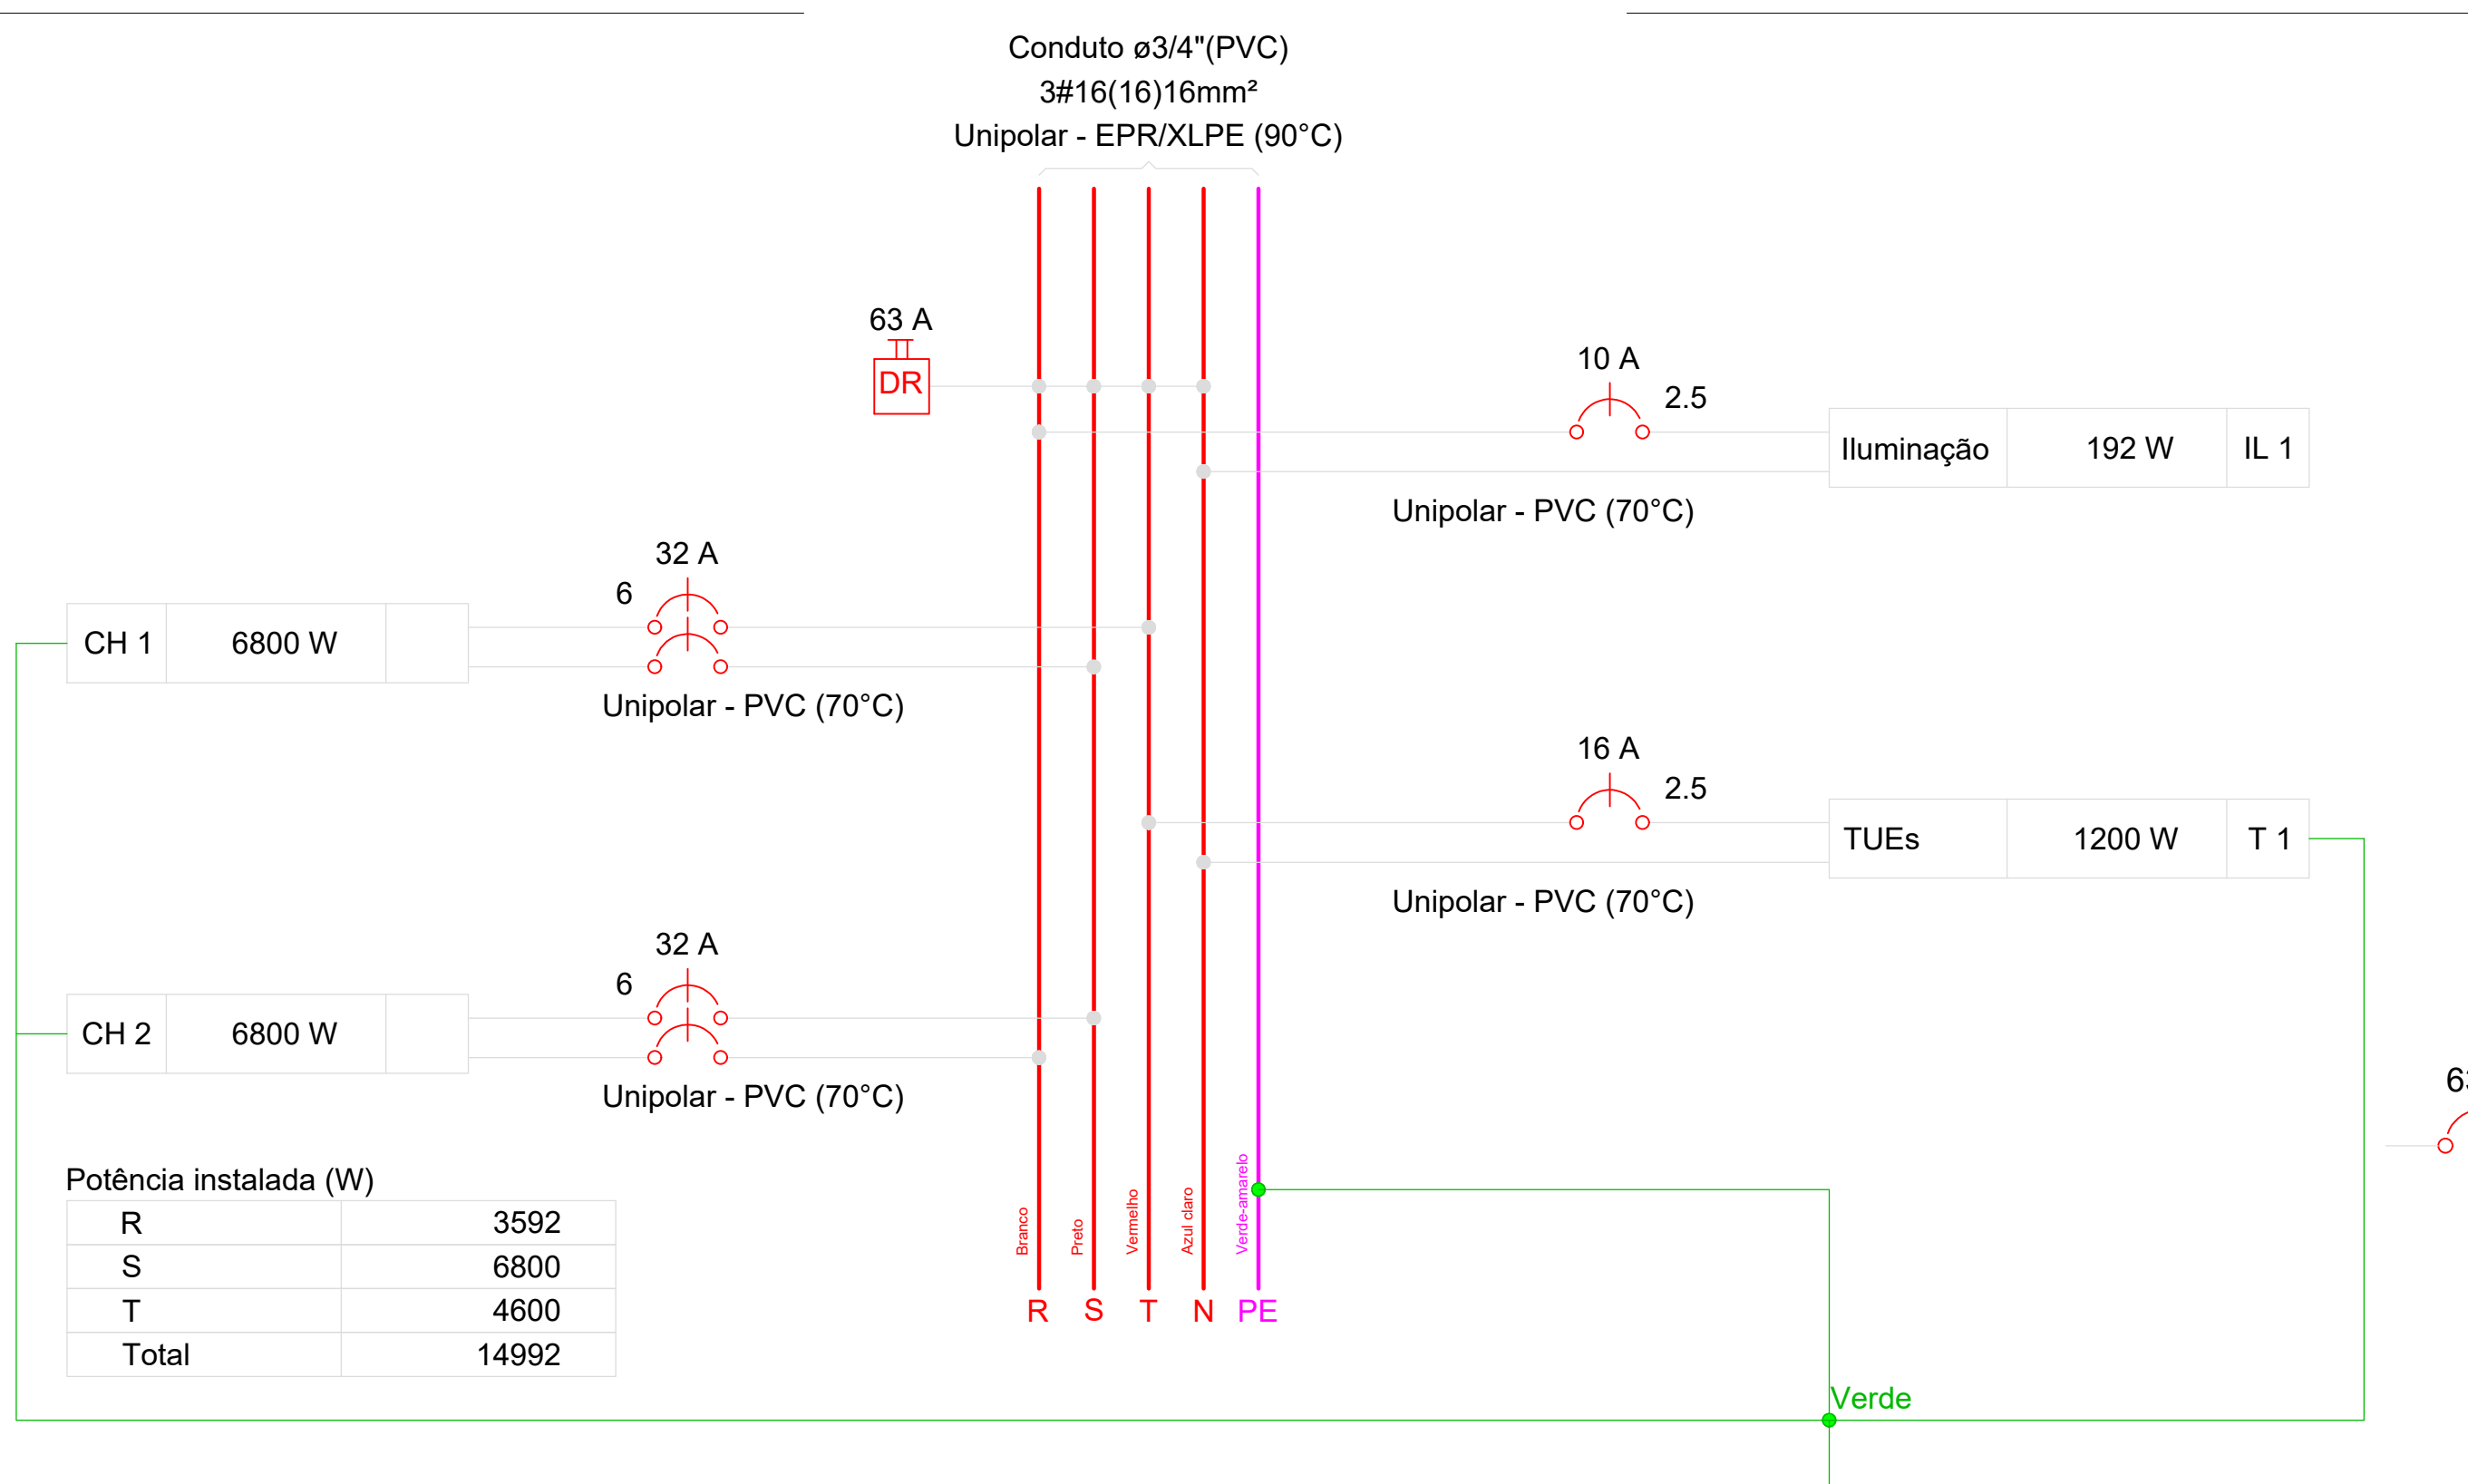 Conduto ø3/4"(PVC)
3#16(16)16mm²
Unipolar - EPR/XLPE (90°C)
63 A
DR
10 A
2.5
Iluminação 192 W IL 1
Unipolar - PVC (70°C)
32 A
6
CH 1 6800 W
Unipolar - PVC (70°C)
16 A
2.5
TUEs 1200 W T 1
Unipolar - PVC (70°C)
32 A
6
CH 2 6800 W
Unipolar - PVC (70°C)
Potência instalada (W)
R 3592
S 6800
T 4600
Total 14992
Branco
Preto
Vermelho
Azul claro
Verde-amarelo
R S T N PE
Verde